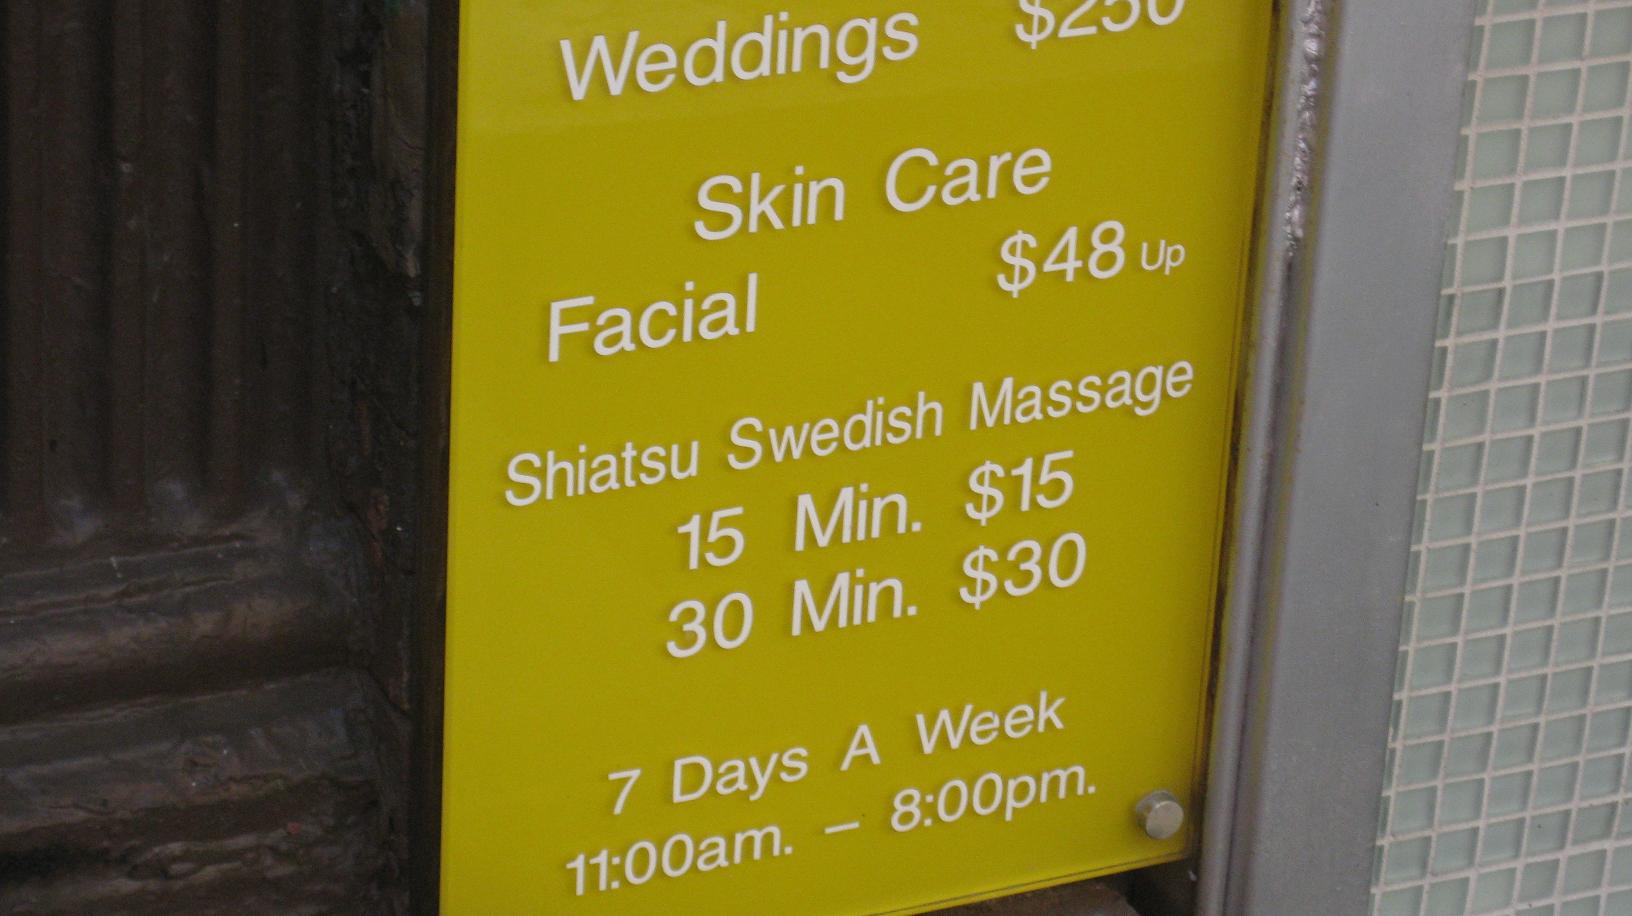 Weddings $250
Skin Care
Facial $48 Up
Shiatsu Swedish Massage
15 Min. $15
30 Min. $30
7 Days A Week
11:00am. – 8:00pm.